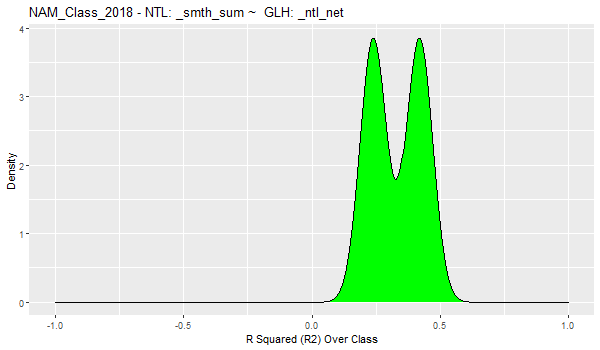 NAM_Class_2018 - NTL: _smth_sum ~  GLH: _ntl_net
Density
4
3
2
1
0
-1.0 -0.5 0.0 0.5 1.0
R Squared (R2) Over Class